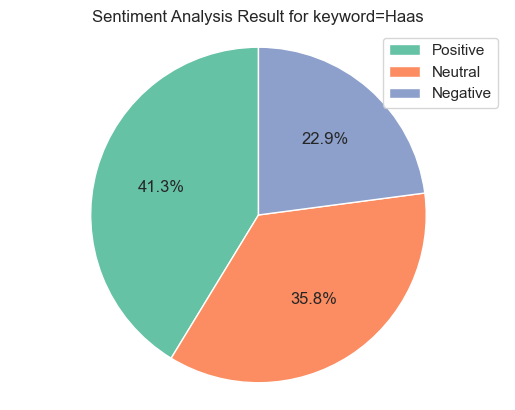 Sentiment Analysis Result for keyword=Haas
Positive
Neutral
Negative
22.9%
41.3%
35.8%